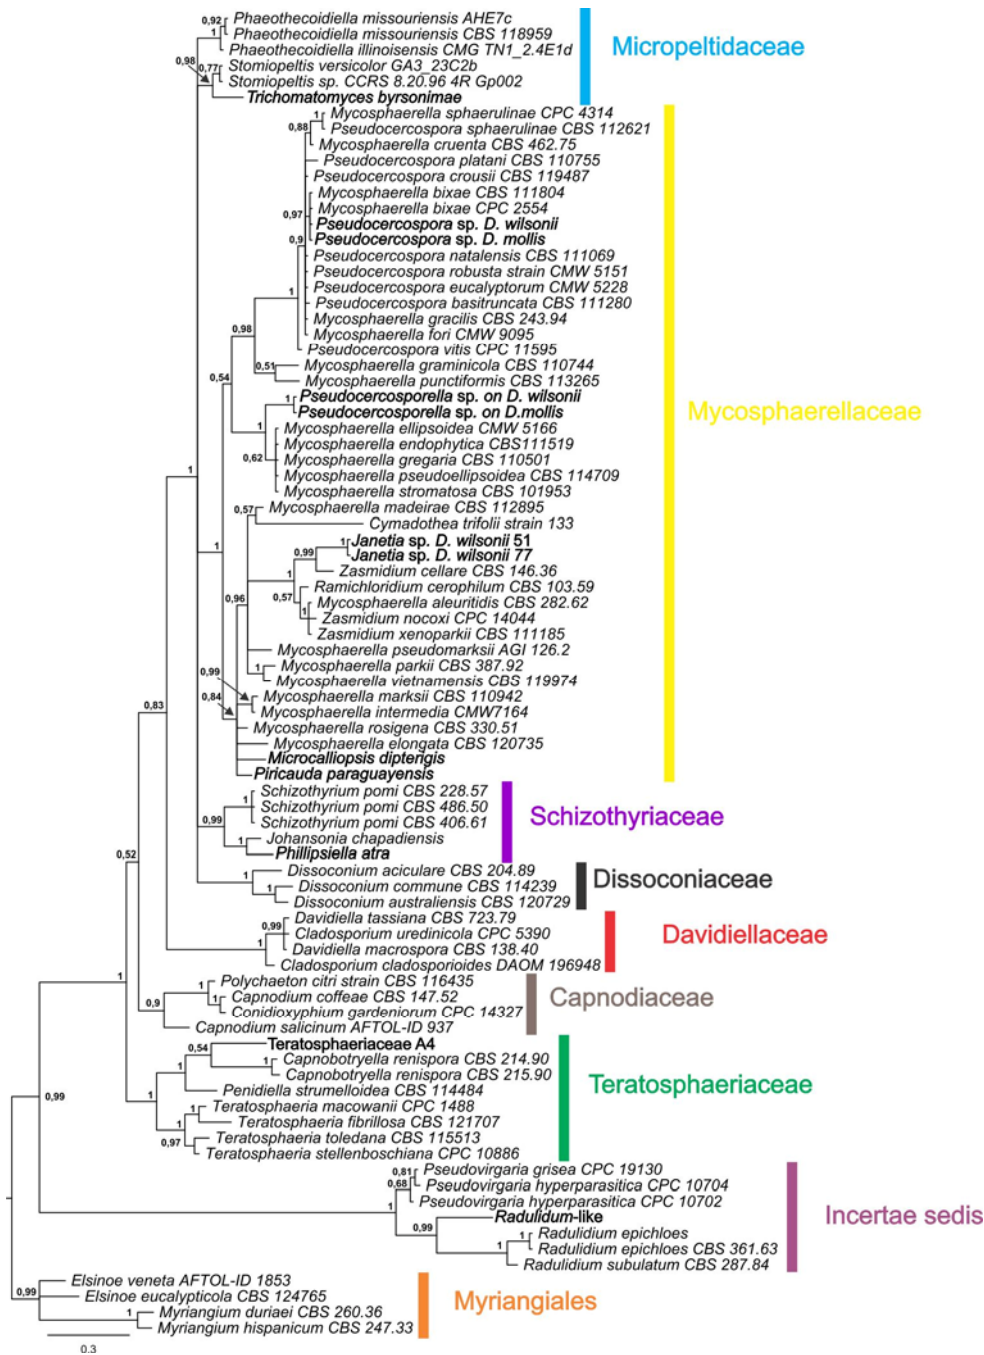 Phaeothecoidiella missouriensis AHE7c
Phaeothecoidiella missouriensis CBS 118959
Phaeothecoidiella illinoisensis CMG TN1_2.4E1d
Stomiopeltis versicolor GA3_23C2b
Stomiopeltis sp. CCRS 8.20.96 4R Gp002
Trichomatomyces byrsonimae
Micropeltidaceae
Mycosphaerella sphaerulinae CPC 4314
Pseudocercospora sphaerulinae CBS 112621
Mycosphaerella cruenta CBS 462.75
Pseudocercospora platani CBS 110755
Pseudocercospora crousii CBS 119487
Mycosphaerella bixae CBS 111804
Mycosphaerella bixae CPC 2554
Pseudocercospora sp. D. wilsonii
Pseudocercospora sp. D. mollis
Pseudocercospora natalensis CBS 111069
Pseudocercospora robusta strain CMW 5151
Pseudocercospora eucalyptorum CMW 5228
Pseudocercospora basitruncata CBS 111280
Mycosphaerella gracilis CBS 243.94
Mycosphaerella fori CMW 9095
Pseudocercospora vitis CPC 11595
Mycosphaerella graminicola CBS 110744
Mycosphaerella punctiformis CBS 113265
Pseudocercosporella sp. on D. wilsonii
Pseudocercosporella sp. on D.mollis
Mycosphaerella ellipsoidea CMW 5166
Mycosphaerella endophytica CBS111519
Mycosphaerella gregaria CBS 110501
Mycosphaerella pseudoellipsoidea CBS 114709
Mycosphaerella stromatosa CBS 101953
Mycosphaerella madeirae CBS 112895
Cymadothea trifolii strain 133
Janetia sp. D. wilsonii 51
Janetia sp. D. wilsonii 77
Zasmidium cellare CBS 146.36
Ramichloridium cerophilum CBS 103.59
Mycosphaerella aleuritidis CBS 282.62
Zasmidium nocoxi CPC 14044
Zasmidium xenoparkii CBS 111185
Mycosphaerella pseudomarksii AGI 126.2
Mycosphaerella parkii CBS 387.92
Mycosphaerella vietnamensis CBS 119974
Mycosphaerella marksii CBS 110942
Mycosphaerella intermedia CMW7164
Mycosphaerella rosigena CBS 330.51
Mycosphaerella elongata CBS 120735
Microcalliopsis dipterigis
Piricauda paraguayensis
Mycosphaerellaceae
Schizothyrium pomi CBS 228.57
Schizothyrium pomi CBS 486.50
Schizothyrium pomi CBS 406.61
Johansonia chapadiensis
Phillipsiella atra
Schizothyriaceae
Dissoconium aciculare CBS 204.89
Dissoconium commune CBS 114239
Dissoconium australiensis CBS 120729
Dissoconiaceae
Davidiella tassiana CBS 723.79
Cladosporium uredinicola CPC 5390
Davidiella macrospora CBS 138.40
Cladosporium cladosporioides DAOM 196948
Davidiellaceae
Polychaeton citri strain CBS 116435
Capnodium coffeae CBS 147.52
Conidioxyphium gardeniorum CPC 14327
Capnodium salicinum AFTOL-ID 937
Capnodiaceae
Teratosphaeriaceae A4
Capnobotryella renispora CBS 214.90
Capnobotryella renispora CBS 215.90
Penidiella strumelloidea CBS 114484
Teratosphaeria macowanii CPC 1488
Teratosphaeria fibrillosa CBS 121707
Teratosphaeria toledana CBS 115513
Teratosphaeria stellenboschiana CPC 10886
Teratosphaeriaceae
Pseudovirgaria grisea CPC 19130
Pseudovirgaria hyperparasitica CPC 10704
Pseudovirgaria hyperparasitica CPC 10702
Radulidum-like
Radulidium epichloes
Radulidium epichloes CBS 361.63
Radulidium subulatum CBS 287.84
Incertae sedis
Elsinoe veneta AFTOL-ID 1853
Elsinoe eucalypticola CBS 124765
Myriangium duriaei CBS 260.36
Myriangium hispanicum CBS 247.33
Myriangiales
0,92
1
0,98
0,77
1
0,88
0,97
0,9
1
0,98
0,51
0,54
1
1
0,62
1
0,57
0,99
1
0,57
1
0,96
1
0,99
0,84
1
0,83
1
0,99
1
1
1
0,99
1
0,52
1
1
0,9
1
0,54
1
1
1
1
0,97
0,99
0,81
0,68
1
0,99
1
1
0,99
1
0.3